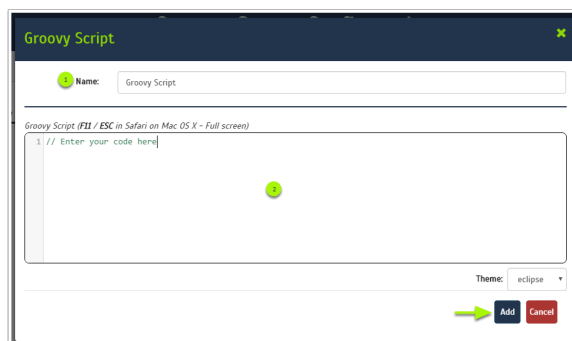 Groovy Script
1 Name: Groovy Script
Groovy Script (F11 / ESC in Safari on Mac OS X - Full screen)
1 // Enter your code here
2
Theme: eclipse
Add Cancel